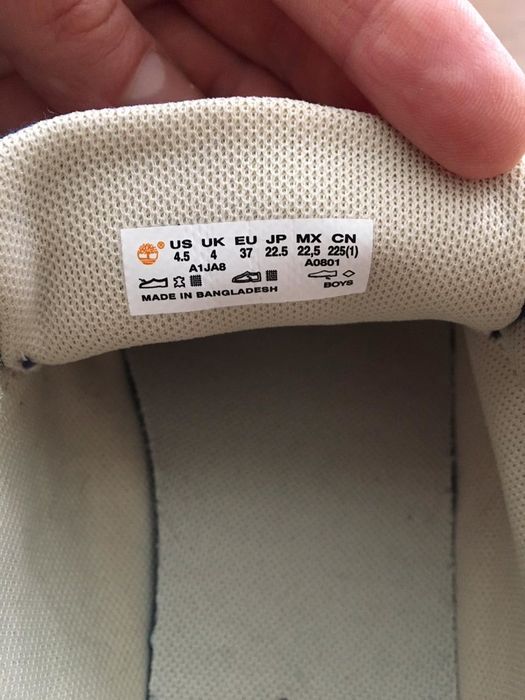 ® US UK EU JP MX CN
4.5 4 37 22.5 22,5 225(1)
A1JA8 A0801
BOYS
MADE IN BANGLADESH